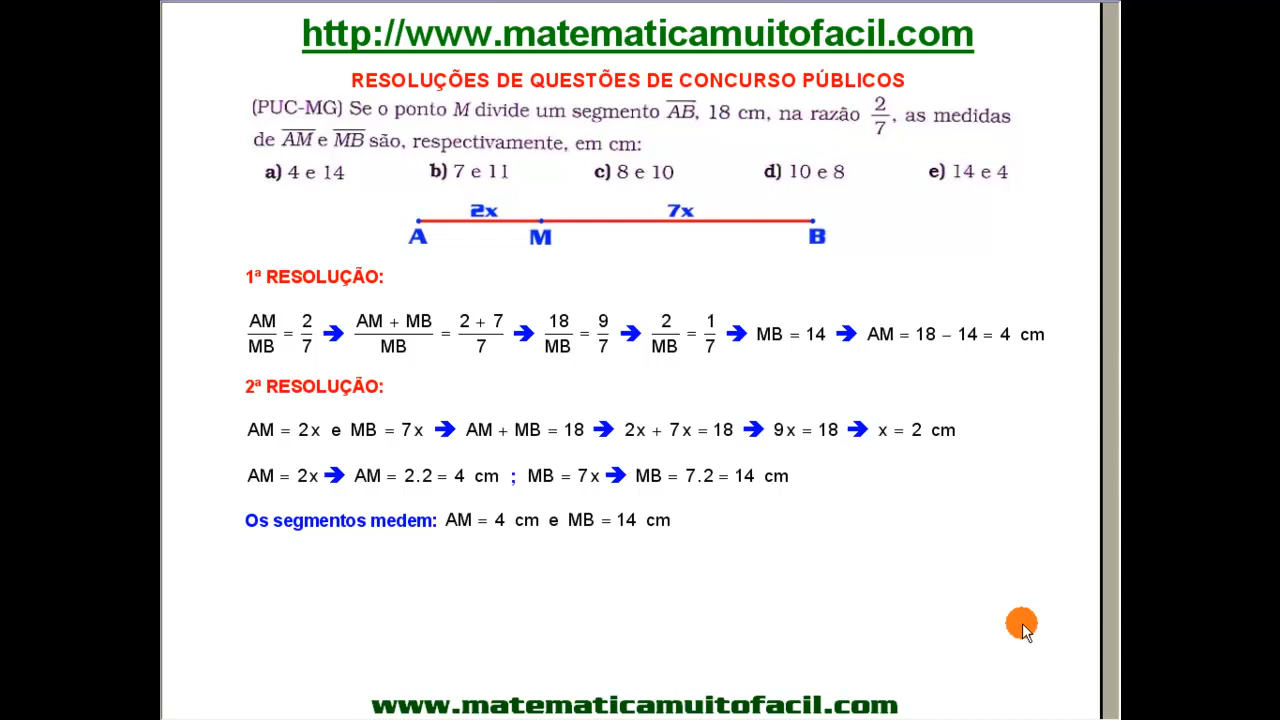 http://www.matematicamuitofacil.com
RESOLUÇÕES DE QUESTÕES DE CONCURSO PÚBLICOS
(PUC-MG) Se o ponto M divide um segmento A̅B̅, 18 cm, na razão 2/7, as medidas
de A̅M̅ e M̅B̅ são, respectivamente, em cm:
a) 4 e 14 b) 7 e 11 c) 8 e 10 d) 10 e 8 e) 14 e 4
2x 7x
A M B
1ª RESOLUÇÃO:
AM/MB = 2/7 ➔ (AM + MB)/MB = (2 + 7)/7 ➔ 18/MB = 9/7 ➔ 2/MB = 1/7 ➔ MB = 14 ➔ AM = 18 − 14 = 4 cm
2ª RESOLUÇÃO:
AM = 2x e MB = 7x ➔ AM + MB = 18 ➔ 2x + 7x = 18 ➔ 9x = 18 ➔ x = 2 cm
AM = 2x ➔ AM = 2.2 = 4 cm ; MB = 7x ➔ MB = 7.2 = 14 cm
Os segmentos medem: AM = 4 cm e MB = 14 cm
www.matematicamuitofacil.com